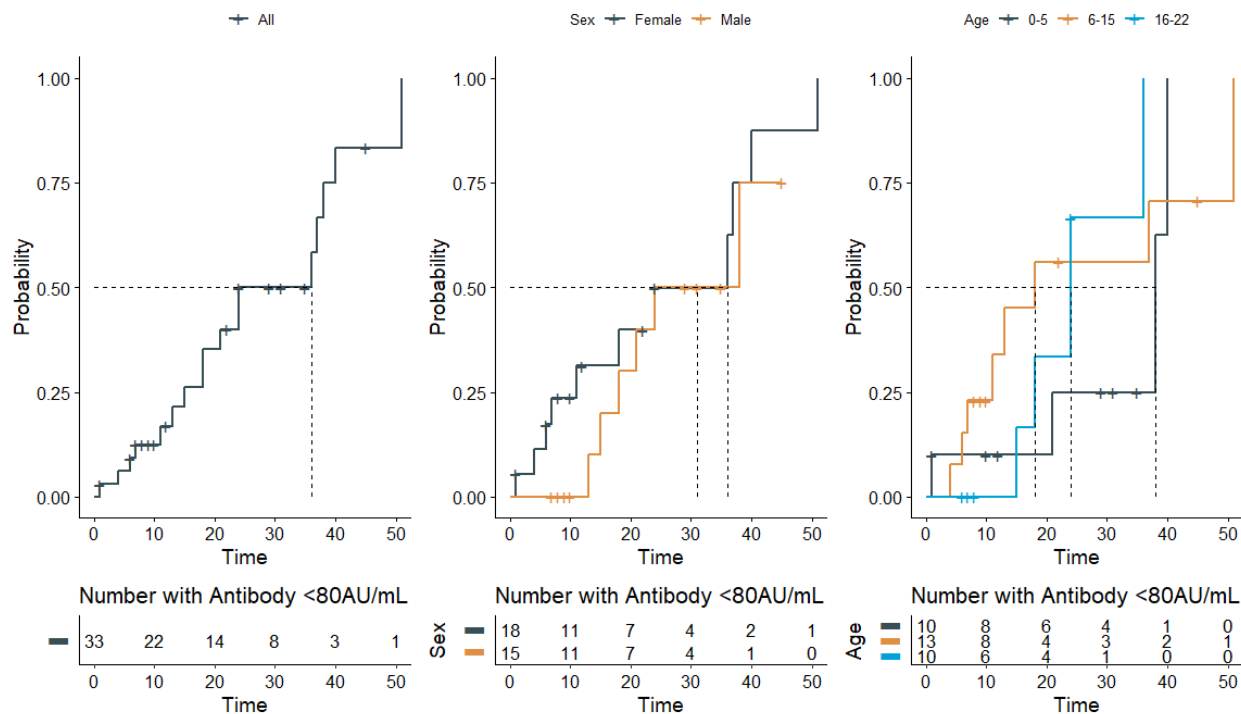 All
Sex Female Male
Age 0-5 6-15 16-22
1.00
0.75
0.50
0.25
0.00
Probability
0 10 20 30 40 50
Time
1.00
0.75
0.50
0.25
0.00
Probability
0 10 20 30 40 50
Time
1.00
0.75
0.50
0.25
0.00
Probability
0 10 20 30 40 50
Time
Number with Antibody <80AU/mL
33 22 14 8 3 1
0 10 20 30 40 50
Time
Number with Antibody <80AU/mL
Sex
18 11 7 4 2 1
15 11 7 4 1 0
0 10 20 30 40 50
Time
Number with Antibody <80AU/mL
Age
10 8 6 4 1 0
13 8 4 3 2 1
10 6 4 1 0 0
0 10 20 30 40 50
Time